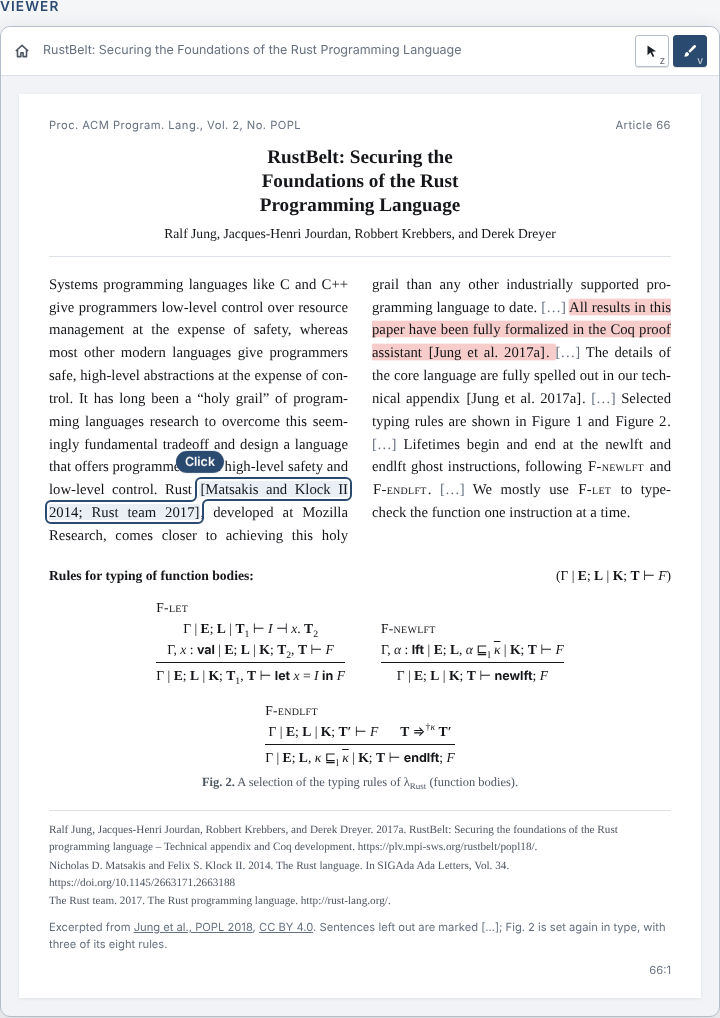 VIEWER
RustBelt: Securing the Foundations of the Rust Programming Language
Z
V
Proc. ACM Program. Lang., Vol. 2, No. POPL
Article 66
RustBelt: Securing the
Foundations of the Rust
Programming Language
Ralf Jung, Jacques-Henri Jourdan, Robbert Krebbers, and Derek Dreyer
Systems programming languages like C and C++
give programmers low-level control over resource
management at the expense of safety, whereas
most other modern languages give programmers
safe, high-level abstractions at the expense of con-
trol. It has long been a “holy grail” of program-
ming languages research to overcome this seem-
ingly fundamental tradeoff and design a language
that offers programme high-level safety and
Click
low-level control. Rust [Matsakis and Klock II
2014; Rust team 2017], developed at Mozilla
Research, comes closer to achieving this holy
grail than any other industrially supported pro-
gramming language to date. […] All results in this
paper have been fully formalized in the Coq proof
assistant [Jung et al. 2017a]. […] The details of
the core language are fully spelled out in our tech-
nical appendix [Jung et al. 2017a]. […] Selected
typing rules are shown in Figure 1 and Figure 2.
[…] Lifetimes begin and end at the newlft and
endlft ghost instructions, following F-NEWLFT and
F-ENDLFT. […] We mostly use F-LET to type-
check the function one instruction at a time.
Rules for typing of function bodies:
(Γ | E; L | K; T ⊢ F)
F-LET
Γ | E; L | T₁ ⊢ I ⊣ x. T₂
Γ, x : val | E; L | K; T₂, T ⊢ F
Γ | E; L | K; T₁, T ⊢ let x = I in F
F-NEWLFT
Γ, α : lft | E; L, α ⊑ₗ κ̅ | K; T ⊢ F
Γ | E; L | K; T ⊢ newlft; F
F-ENDLFT
Γ | E; L | K; T′ ⊢ F T ⇛†κ T′
Γ | E; L, κ ⊑ₗ κ̅ | K; T ⊢ endlft; F
Fig. 2. A selection of the typing rules of λRust (function bodies).
Ralf Jung, Jacques-Henri Jourdan, Robbert Krebbers, and Derek Dreyer. 2017a. RustBelt: Securing the foundations of the Rust
programming language – Technical appendix and Coq development. https://plv.mpi-sws.org/rustbelt/popl18/.
Nicholas D. Matsakis and Felix S. Klock II. 2014. The Rust language. In SIGAda Ada Letters, Vol. 34.
https://doi.org/10.1145/2663171.2663188
The Rust team. 2017. The Rust programming language. http://rust-lang.org/.
Excerpted from Jung et al., POPL 2018, CC BY 4.0. Sentences left out are marked […]; Fig. 2 is set again in type, with
three of its eight rules.
66:1